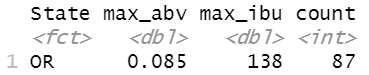 State max_abv max_ibu count
<fct> <dbl> <dbl> <int>
1 OR 0.085 138 87